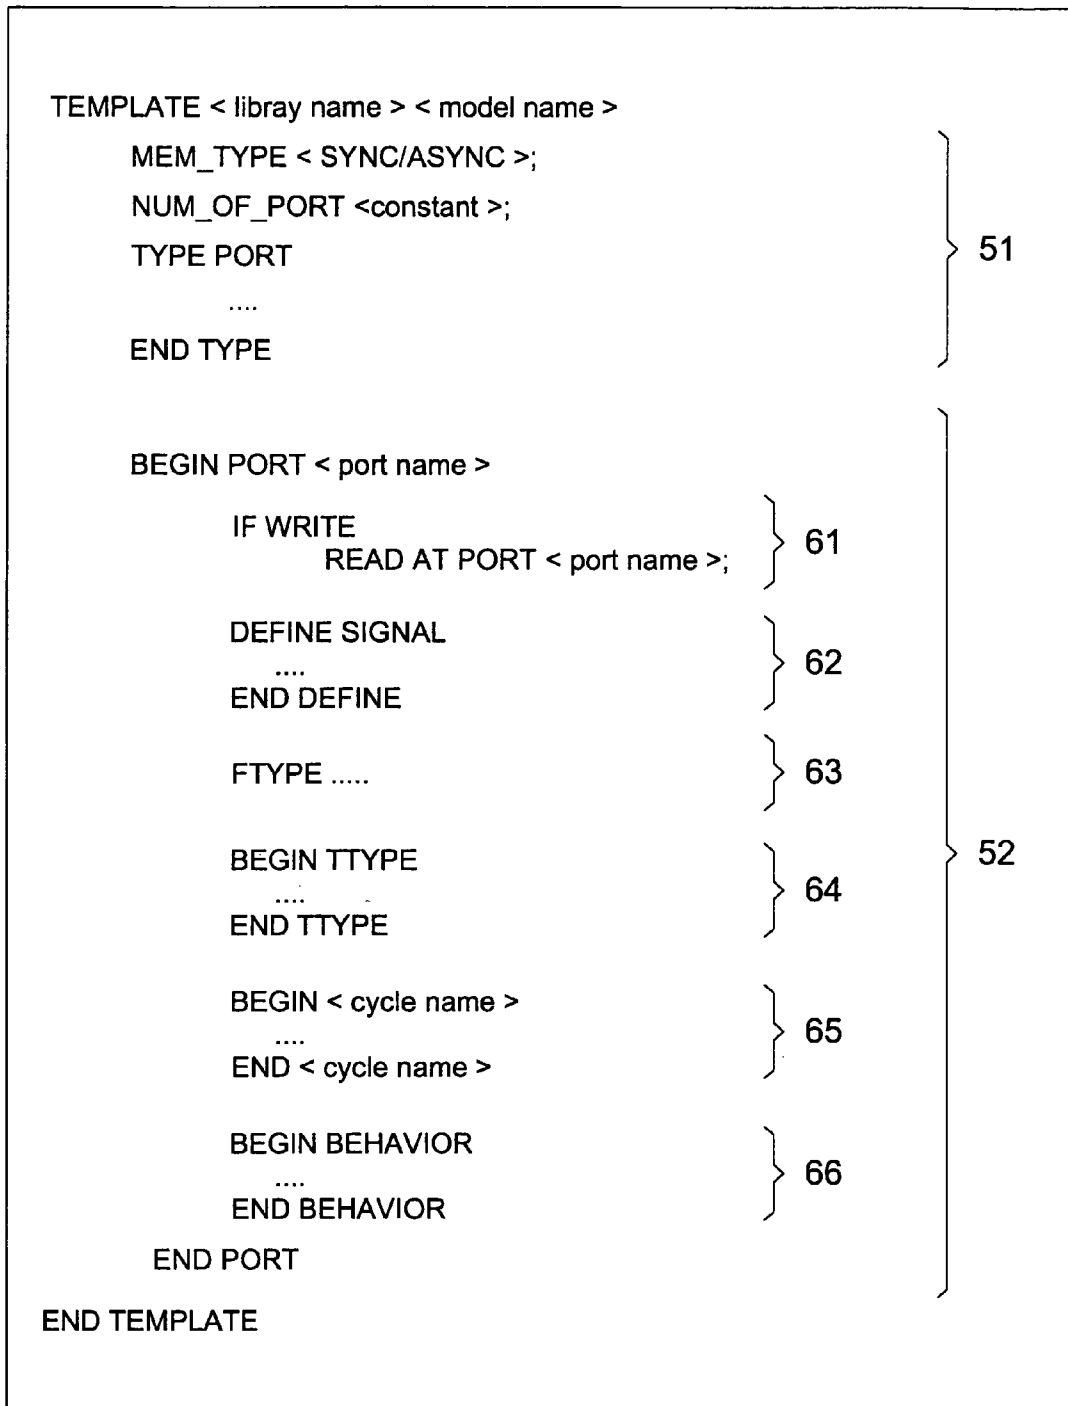 TEMPLATE < libray name > < model name >
MEM_TYPE < SYNC/ASYNC >;
NUM_OF_PORT <constant >;
TYPE PORT
....
END TYPE
51
BEGIN PORT < port name >
IF WRITE
READ AT PORT < port name >;
61
DEFINE SIGNAL
....
END DEFINE
62
FTYPE .....
63
BEGIN TTYPE
....
END TTYPE
64
52
BEGIN < cycle name >
....
END < cycle name >
65
BEGIN BEHAVIOR
....
END BEHAVIOR
66
END PORT
END TEMPLATE